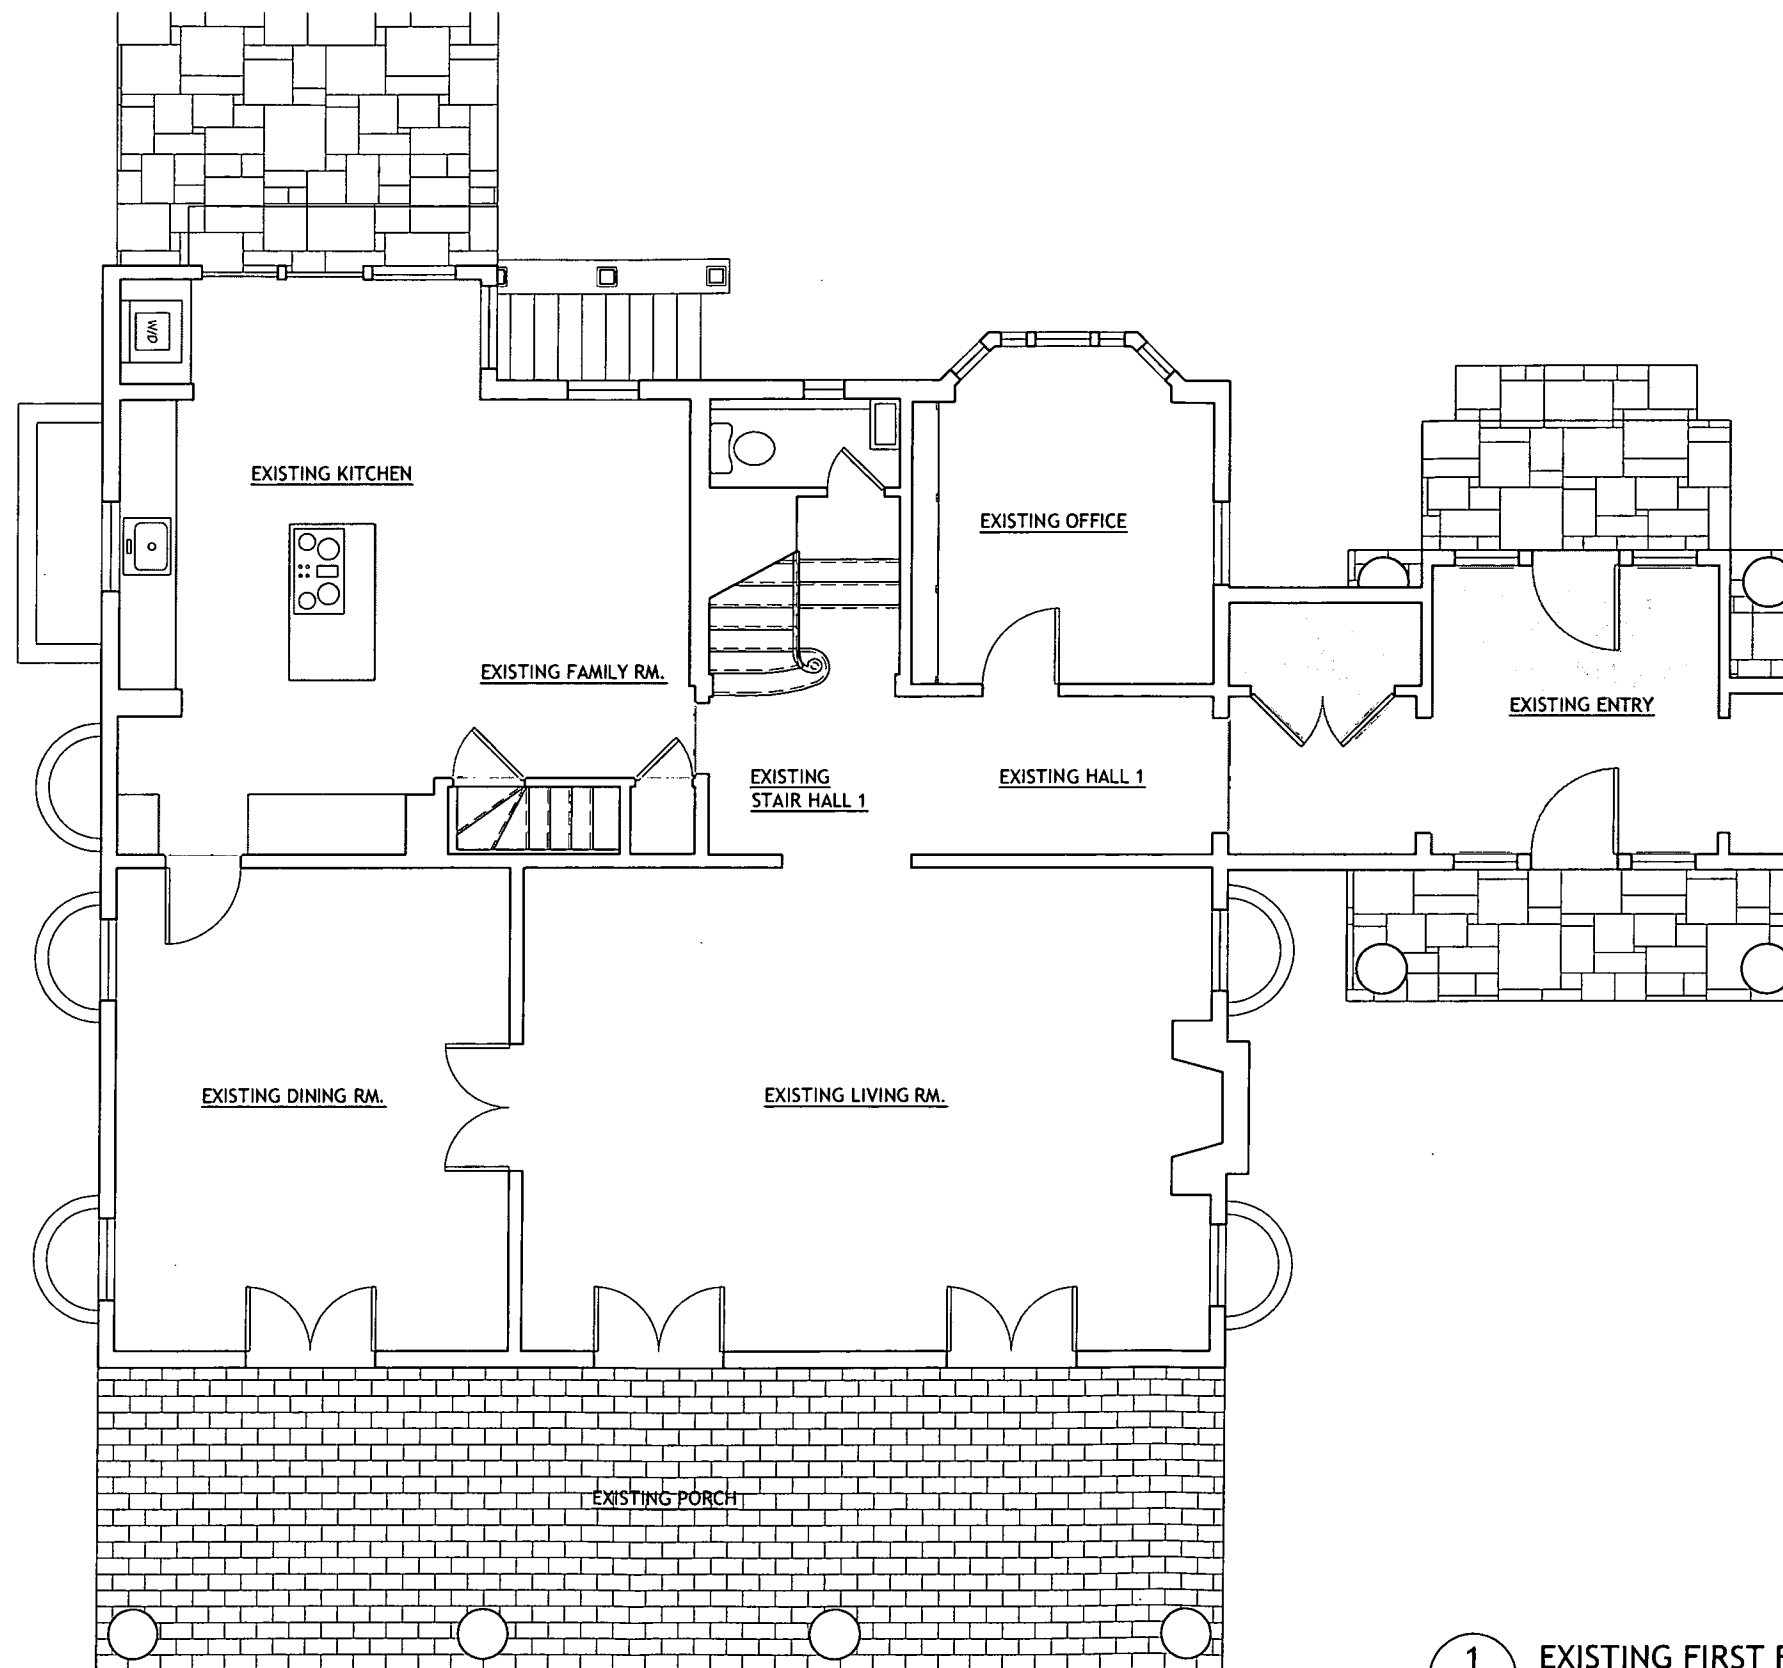 W/D
EXISTING KITCHEN
EXISTING OFFICE
EXISTING FAMILY RM.
EXISTING ENTRY
EXISTING
STAIR HALL 1
EXISTING HALL 1
EXISTING DINING RM.
EXISTING LIVING RM.
EXISTING PORCH
1
EXISTING FIRST